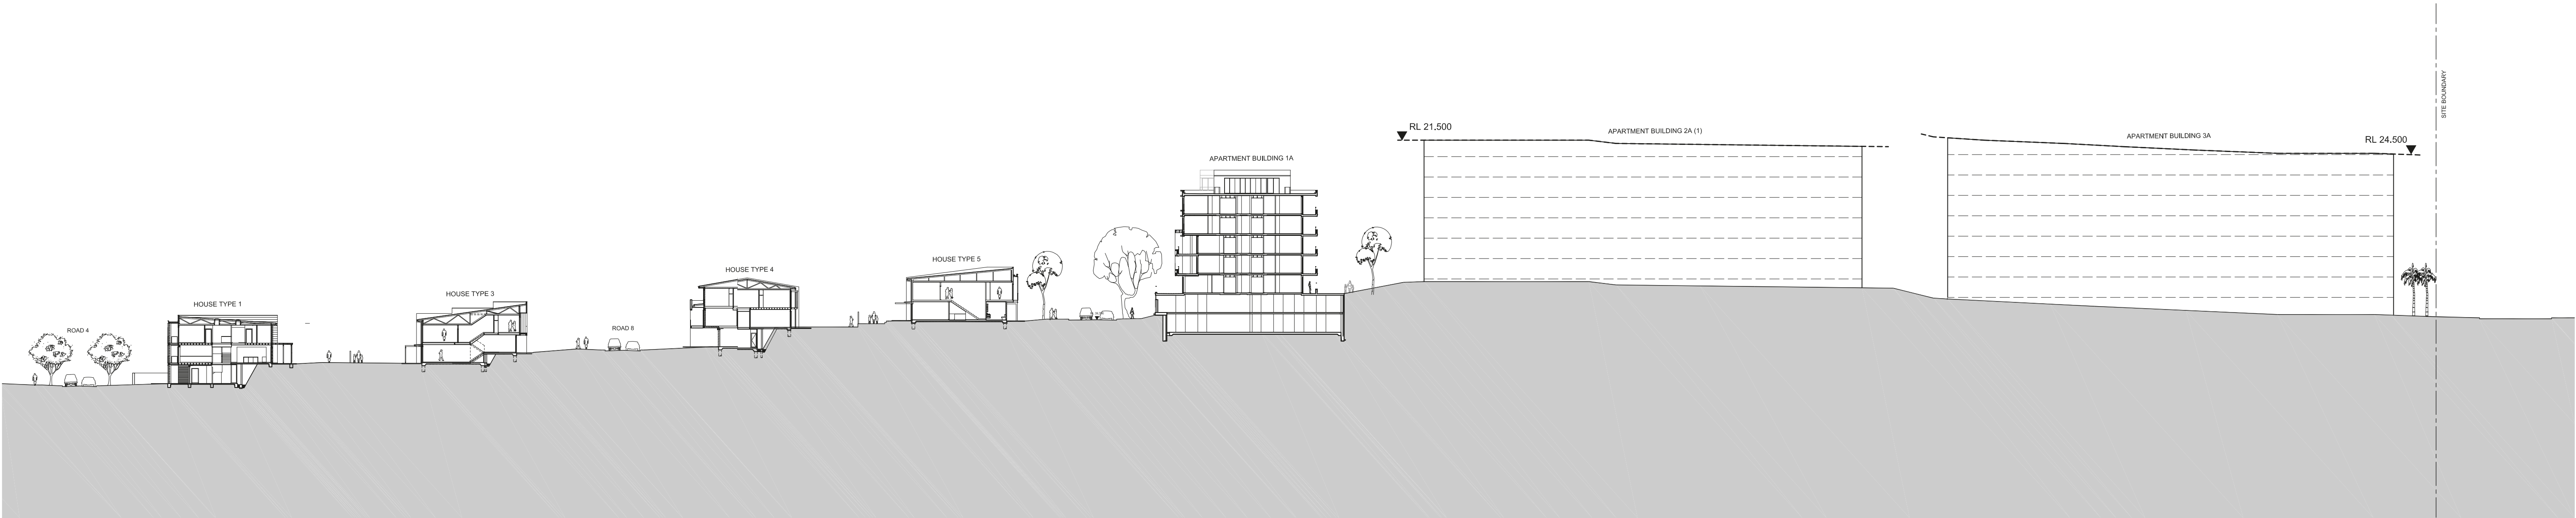 ROAD 4
HOUSE TYPE 1
HOUSE TYPE 3
ROAD 8
HOUSE TYPE 4
HOUSE TYPE 5
APARTMENT BUILDING 1A
RL 21,500
APARTMENT BUILDING 2A (1)
APARTMENT BUILDING 3A
RL 24,500
SITE BOUNDARY